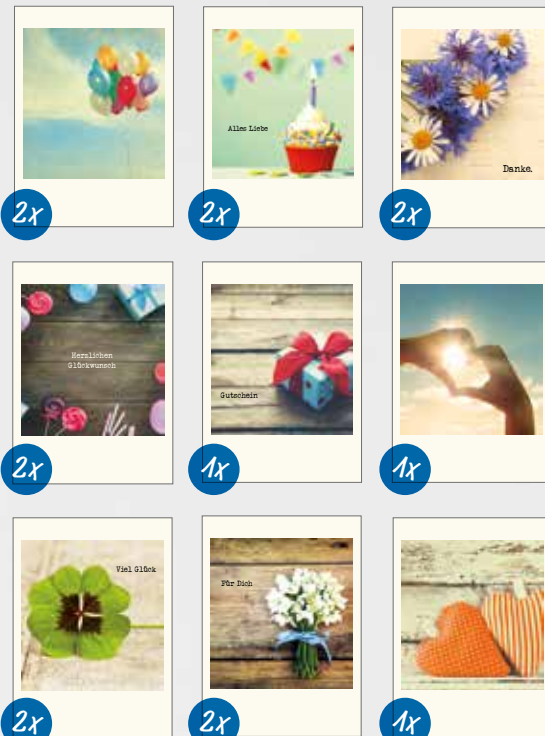 Alles Liebe
Danke.
2x
2x
2x
Herzlichen
Glückwunsch
Gutschein
2x
1x
1x
Viel Glück
Für Dich
2x
2x
1x